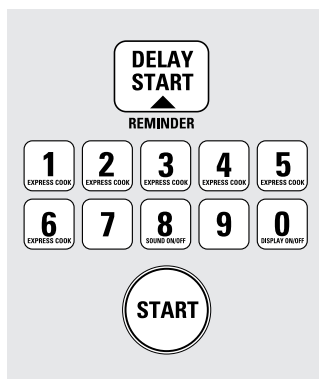 DELAY
START
REMINDER
1 2 3 4 5
EXPRESS COOK EXPRESS COOK EXPRESS COOK EXPRESS COOK EXPRESS COOK
6 7 8 9 0
EXPRESS COOK SOUND ON/OFF DISPLAY ON/OFF
START